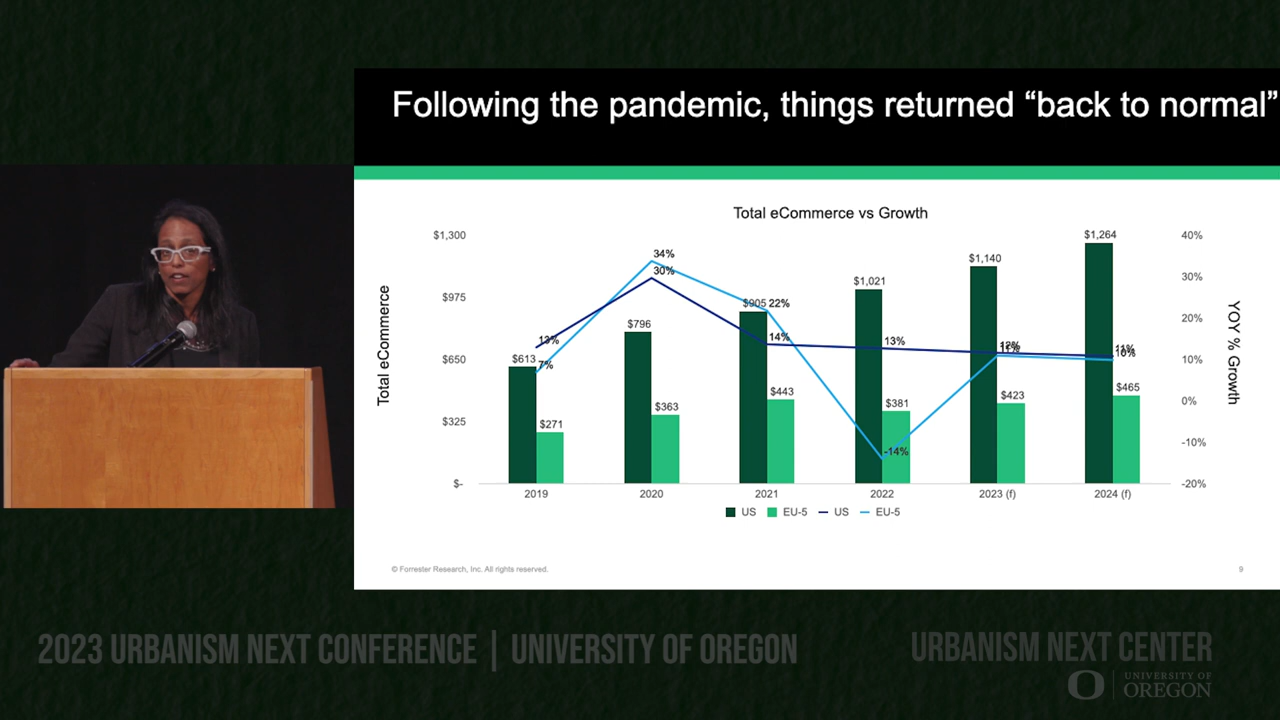 Following the pandemic, things returned “back to normal”
Total eCommerce vs Growth
$1,300
$975
$650
$325
$-
Total eCommerce
40%
30%
20%
10%
0%
-10%
-20%
YOY % Growth
$613
$271
13%
7%
$796
$363
34%
30%
$905
$443
22%
14%
$1,021
$381
13%
-14%
$1,140
$423
12%
11%
$1,264
$465
11%
10%
2019
2020
2021
2022
2023 (f)
2024 (f)
US
EU-5
US
EU-5
© Forrester Research, Inc. All rights reserved.
9
2023 URBANISM NEXT CONFERENCE | UNIVERSITY OF OREGON
URBANISM NEXT CENTER
O
UNIVERSITY OF
OREGON